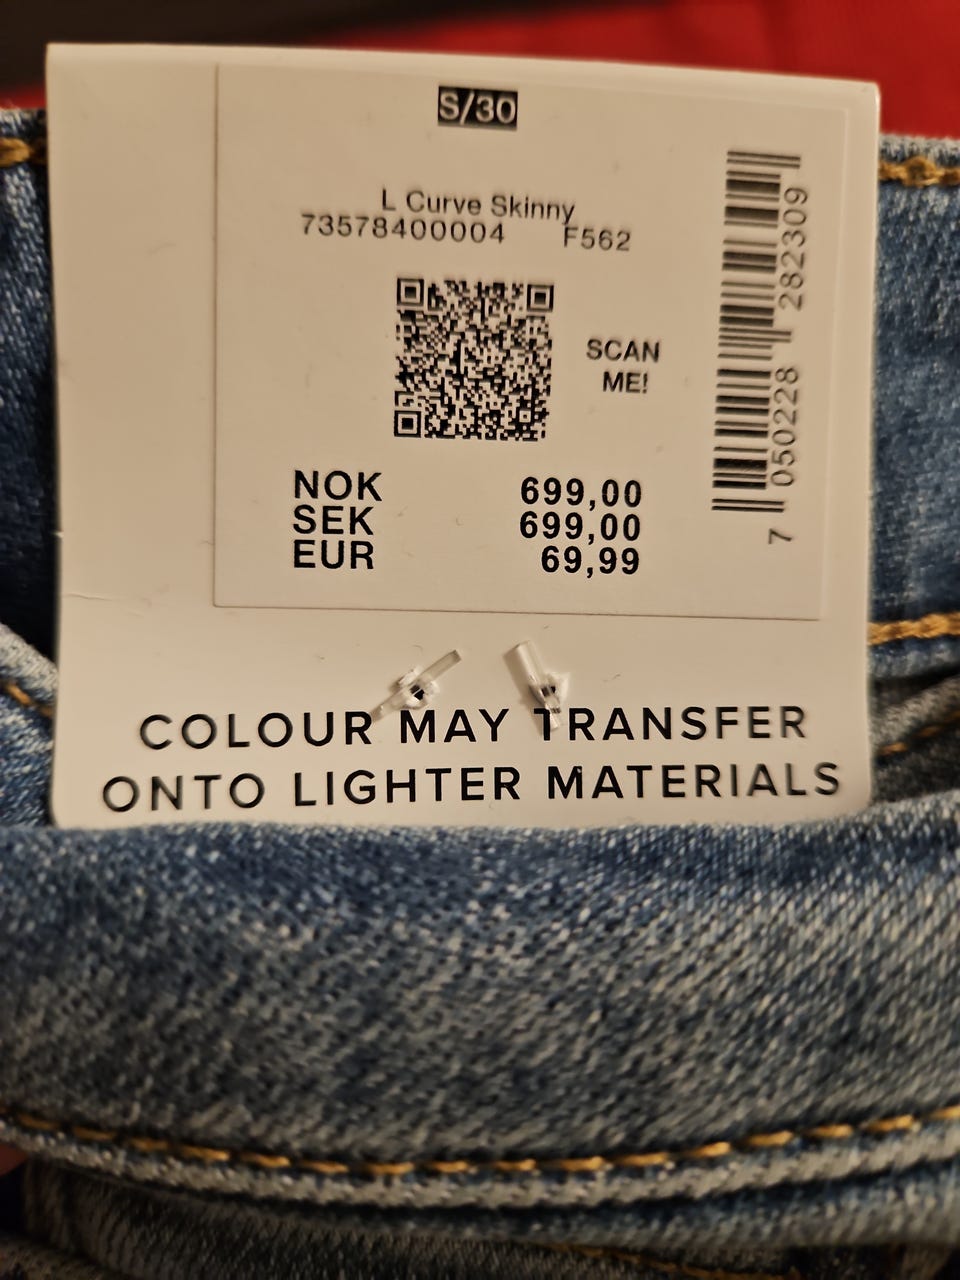 S/30
L Curve Skinny
73578400004 F562
SCAN
ME!
NOK 699,00
SEK 699,00
EUR 69,99
7 050228 282309
COLOUR MAY TRANSFER
ONTO LIGHTER MATERIALS